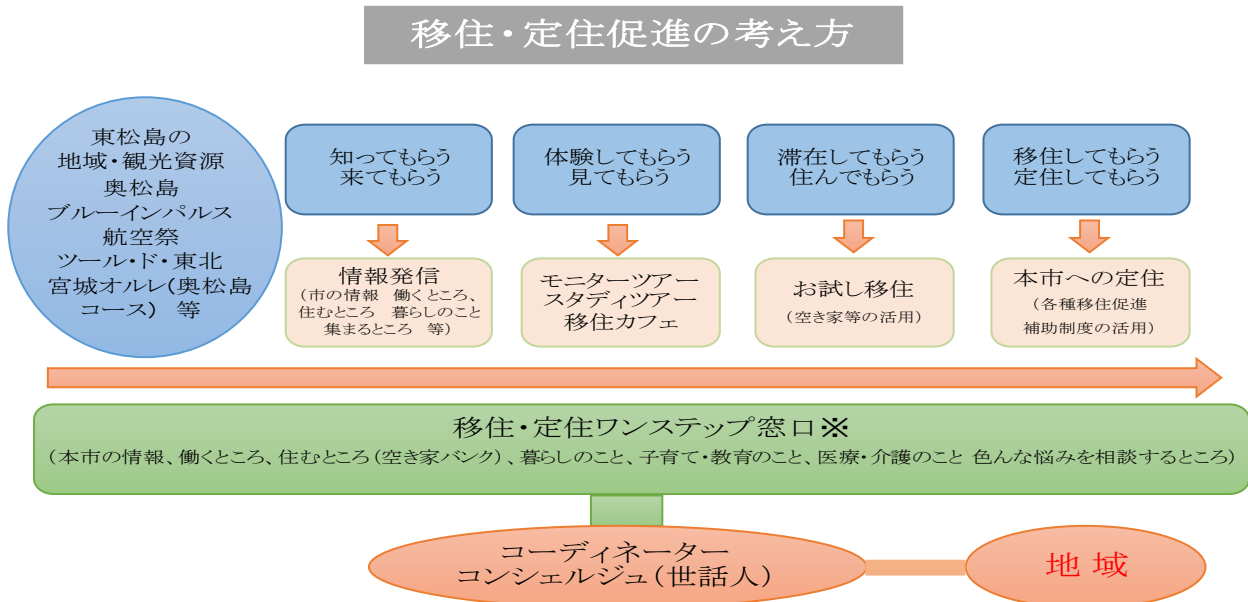 移住・定住促進の考え方
東松島の
地域・観光資源
奥松島
ブルーインパルス
航空祭
ツール・ド・東北
宮城オルレ(奥松島
コース) 等
知ってもらう
来てもらう
体験してもらう
見てもらう
滞在してもらう
住んでもらう
移住してもらう
定住してもらう
情報発信
(市の情報 働くところ、
住むところ 暮らしのこと
集まるところ 等)
モニターツアー
スタディツアー
移住カフェ
お試し移住
(空き家等の活用)
本市への定住
(各種移住促進
補助制度の活用)
移住・定住ワンステップ窓口※
(本市の情報、働くところ、住むところ(空き家バンク)、暮らしのこと、子育て・教育のこと、医療・介護のこと 色んな悩みを相談するところ)
コーディネーター
コンシェルジュ(世話人)
地 域